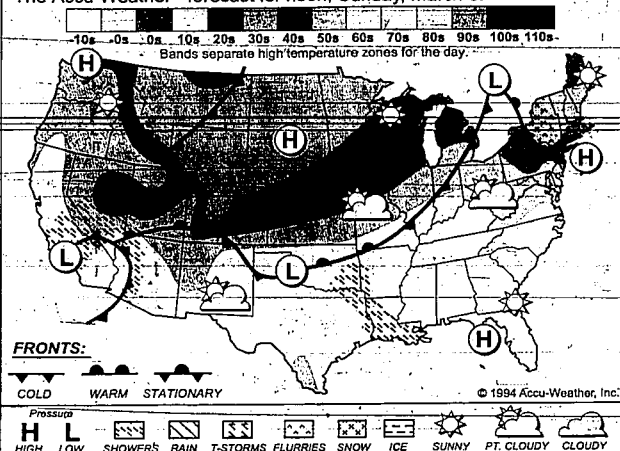 The Accu-Weather forecast for noon, Sunday, March
-10s -0s 0s 10s 20s 30s 40s 50s 60s 70s 80s 90s 100s 110s
Bands separate high temperature zones for the day.
H
L
H
H
L
L
H
FRONTS:
COLD WARM STATIONARY
© 1994 Accu-Weather, Inc.
Pressure
H L
HIGH LOW SHOWERS RAIN T-STORMS FLURRIES SNOW ICE SUNNY PT. CLOUDY CLOUDY